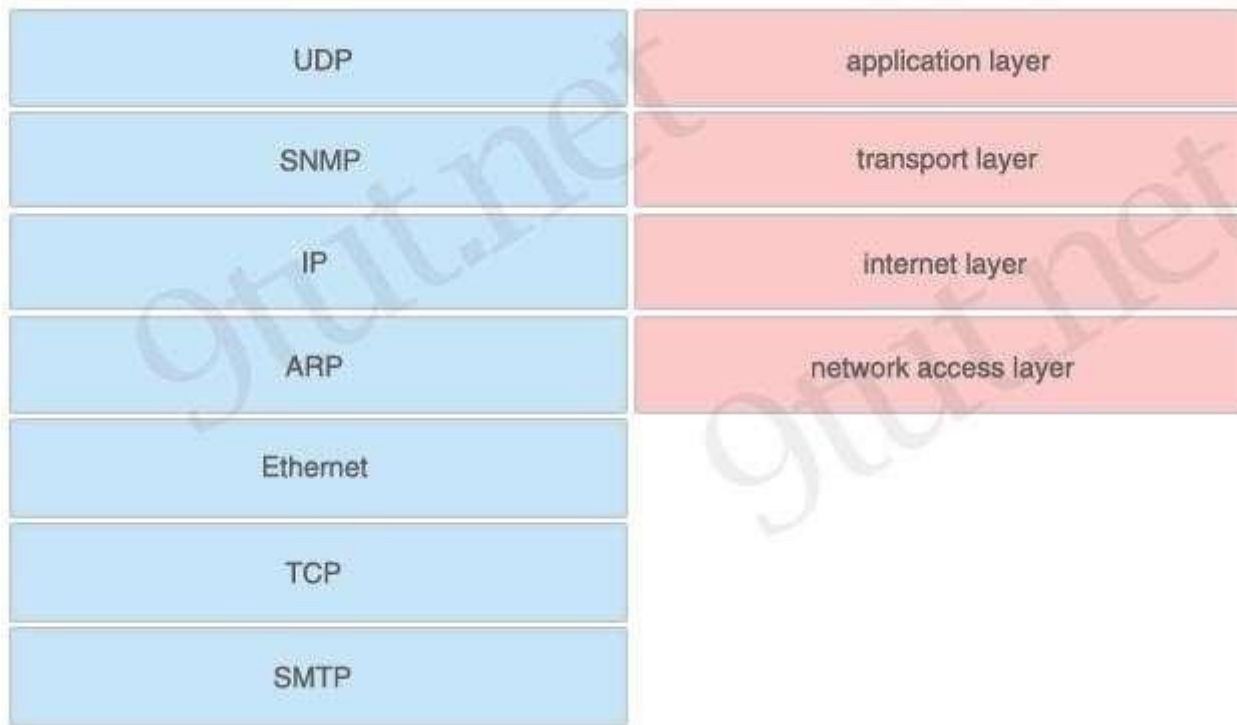 UDP
application layer
SNMP
transport layer
IP
internet layer
ARP
network access layer
Ethernet
TCP
SMTP
9tut.net
9tut.net